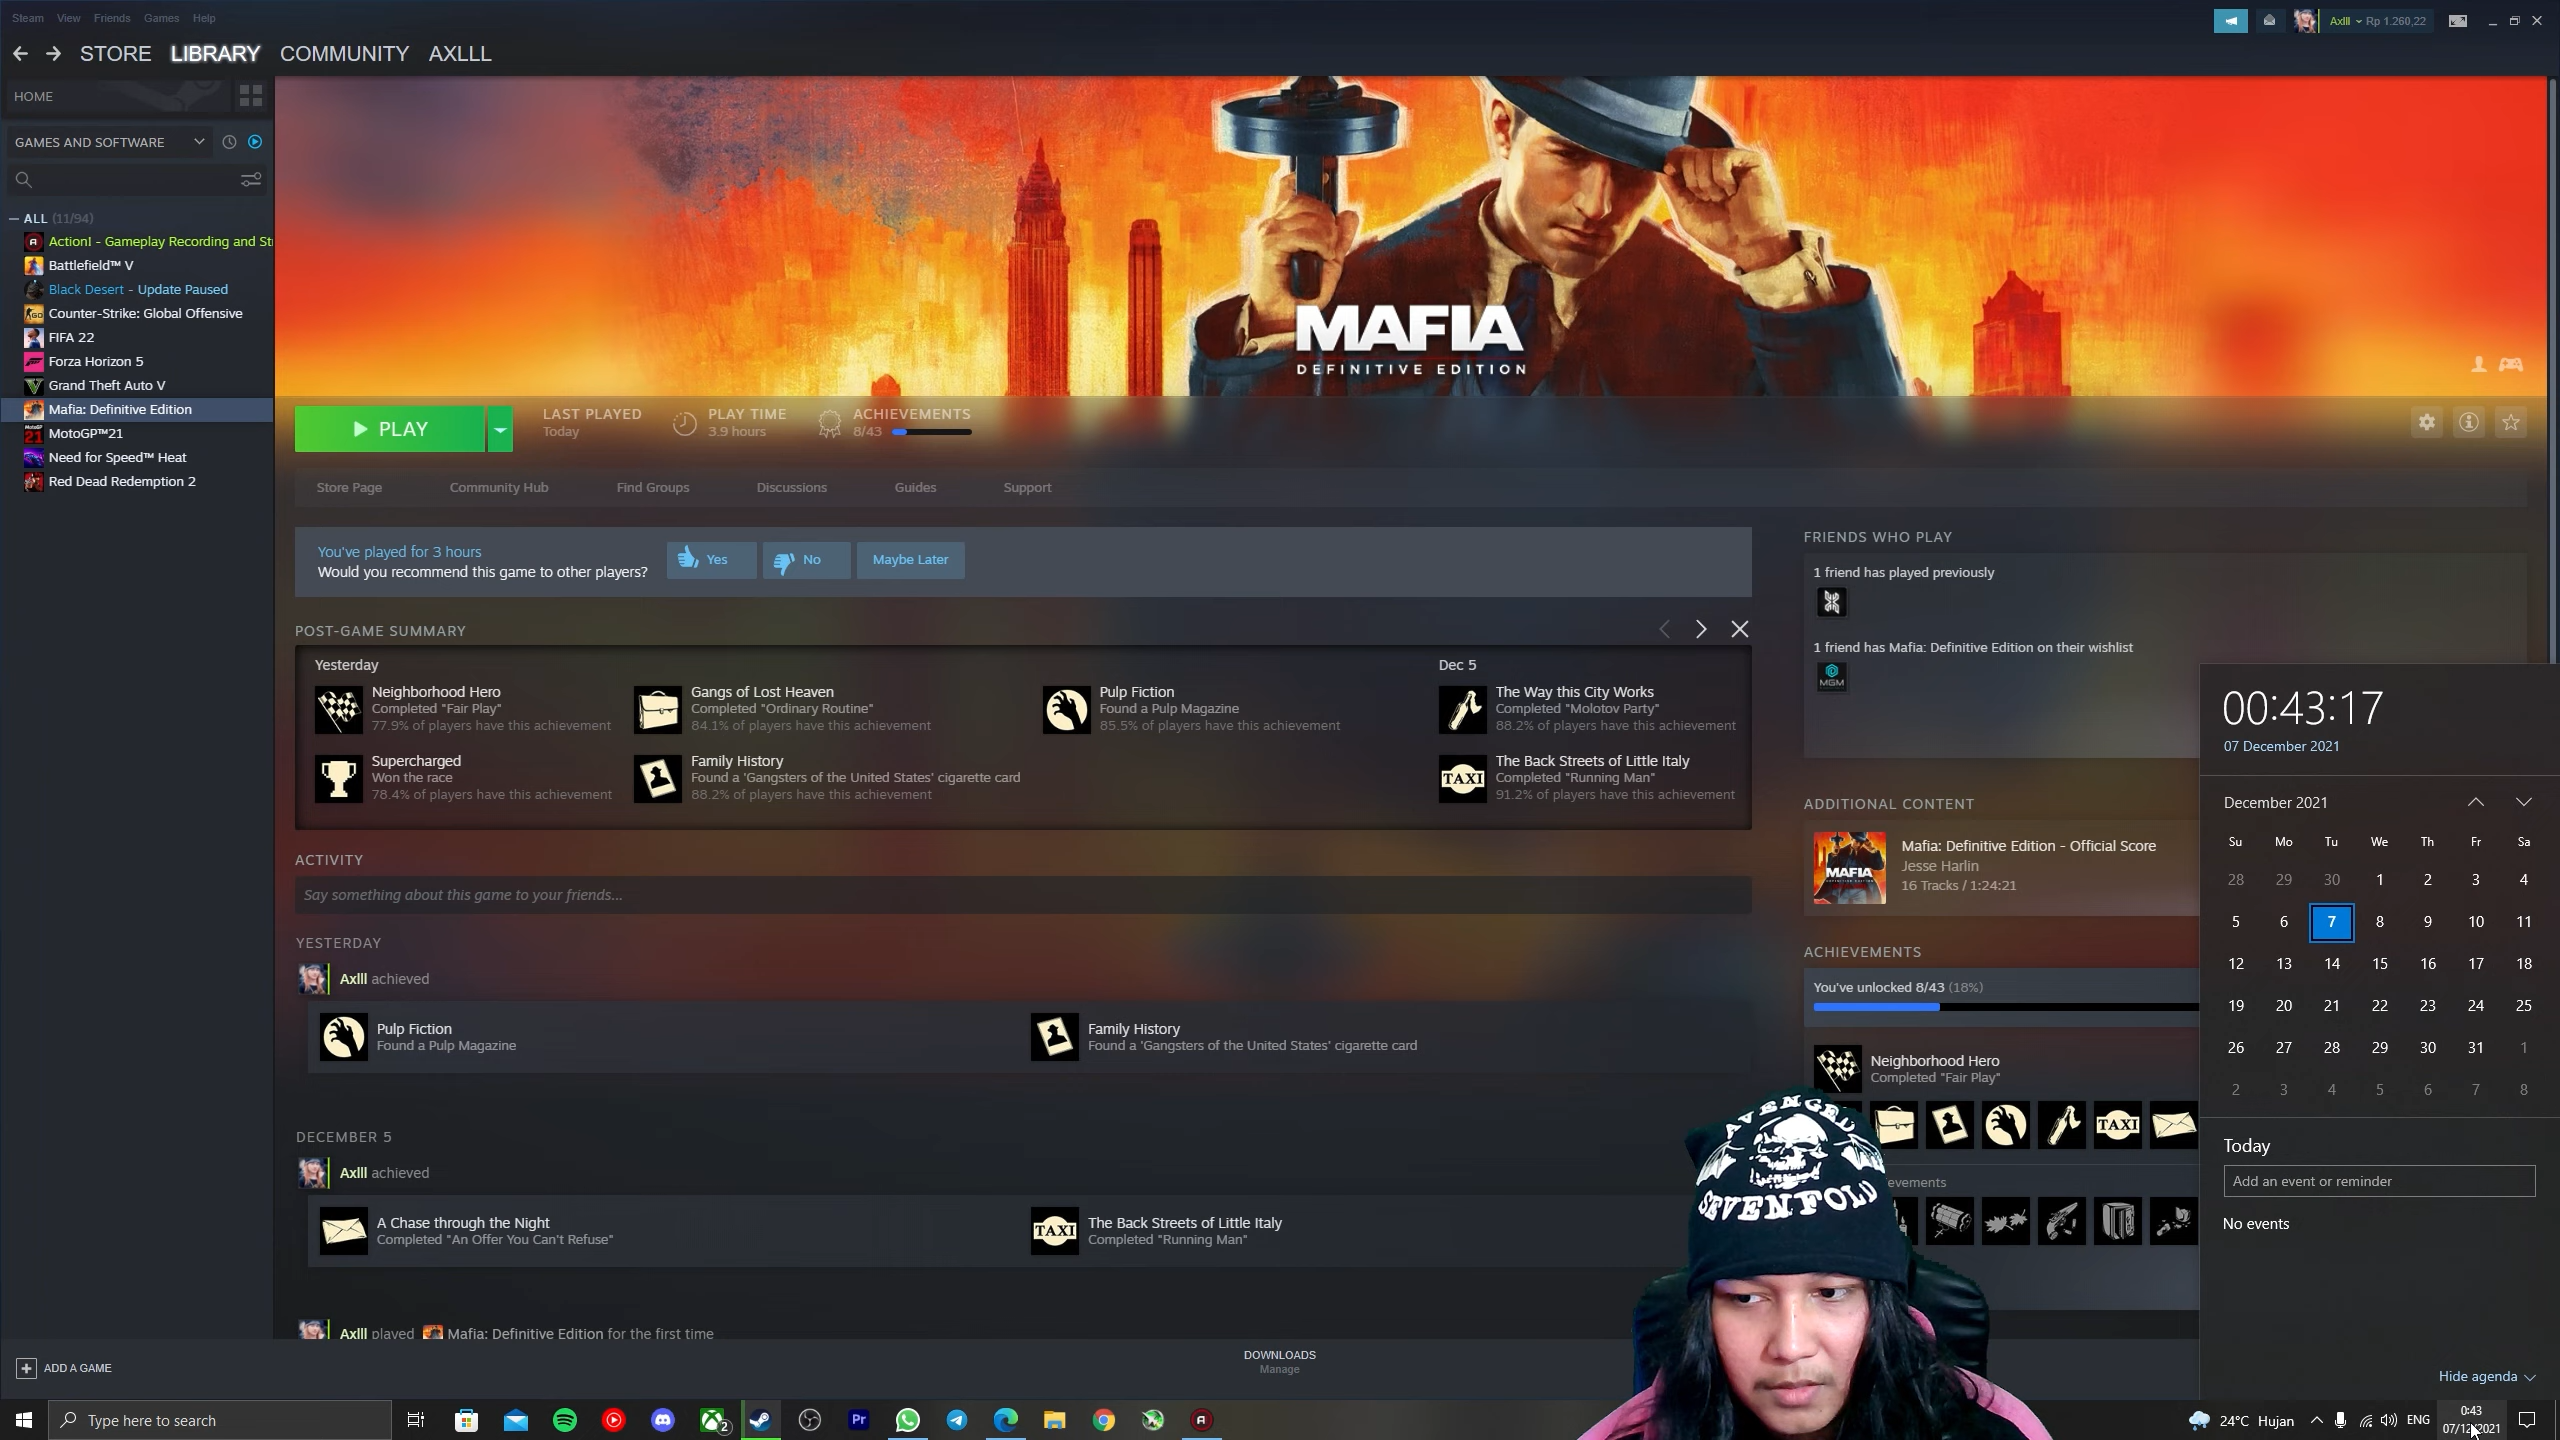 Steam View Friends Games Help
Axlll Rp 1.260,22
STORE LIBRARY COMMUNITY AXLLL
HOME
GAMES AND SOFTWARE
ALL (11/94)
Action! - Gameplay Recording and St
Battlefield™ V
Black Desert - Update Paused
Counter-Strike: Global Offensive
FIFA 22
Forza Horizon 5
Grand Theft Auto V
Mafia: Definitive Edition
MotoGP™21
Need for Speed™ Heat
Red Dead Redemption 2
MAFIA
DEFINITIVE EDITION
PLAY
LAST PLAYED
Today
PLAY TIME
3.9 hours
ACHIEVEMENTS
8/43
Store Page Community Hub Find Groups Discussions Guides Support
You've played for 3 hours
Would you recommend this game to other players?
Yes No Maybe Later
POST-GAME SUMMARY
Yesterday
Neighborhood Hero
Completed "Fair Play"
77.9% of players have this achievement
Gangs of Lost Heaven
Completed "Ordinary Routine"
84.1% of players have this achievement
Pulp Fiction
Found a Pulp Magazine
85.5% of players have this achievement
Supercharged
Won the race
78.4% of players have this achievement
Family History
Found a 'Gangsters of the United States' cigarette card
88.2% of players have this achievement
Dec 5
The Way this City Works
Completed "Molotov Party"
88.2% of players have this achievement
TAXI
The Back Streets of Little Italy
Completed "Running Man"
91.2% of players have this achievement
ACTIVITY
Say something about this game to your friends...
YESTERDAY
Axlll achieved
Pulp Fiction
Found a Pulp Magazine
Family History
Found a 'Gangsters of the United States' cigarette card
DECEMBER 5
Axlll achieved
A Chase through the Night
Completed "An Offer You Can't Refuse"
TAXI
The Back Streets of Little Italy
Completed "Running Man"
Axlll played Mafia: Definitive Edition for the first time
FRIENDS WHO PLAY
1 friend has played previously
1 friend has Mafia: Definitive Edition on their wishlist
MGM
ADDITIONAL CONTENT
MAFIA
Mafia: Definitive Edition - Official Score
Jesse Harlin
16 Tracks / 1:24:21
ACHIEVEMENTS
You've unlocked 8/43 (18%)
Neighborhood Hero
Completed "Fair Play"
TAXI
evements
AVENGED
SEVENFOLD
00:43:17
07 December 2021
December 2021
Su Mo Tu We Th Fr Sa
28 29 30 1 2 3 4
5 6 7 8 9 10 11
12 13 14 15 16 17 18
19 20 21 22 23 24 25
26 27 28 29 30 31 1
2 3 4 5 6 7 8
Today
Add an event or reminder
No events
Hide agenda
ADD A GAME
DOWNLOADS
Manage
Type here to search
2
Pr
24°C Hujan
ENG
0:43
07/12/2021